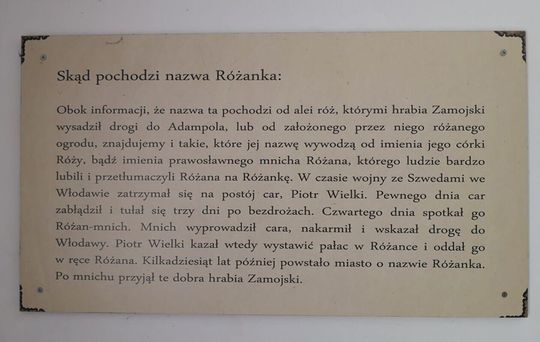 Skąd pochodzi nazwa Różanka:
Obok informacji, że nazwa ta pochodzi od alei róż, którymi hrabia Zamojski
wysadził drogi do Adampola, lub od założonego przez niego różanego
ogrodu, znajdujemy i takie, które jej nazwę wywodzą od imienia jego córki
Róży, bądź imienia prawosławnego mnicha Różana, którego ludzie bardzo
lubili i przetłumaczyli Różana na Różankę. W czasie wojny ze Szwedami we
Włodawie zatrzymał się na postój car, Piotr Wielki. Pewnego dnia car
zabłądził i tułał się trzy dni po bezdrożach. Czwartego dnia spotkał go
Różan-mnich. Mnich wyprowadził cara, nakarmił i wskazał drogę do
Włodawy. Piotr Wielki kazał wtedy wystawić pałac w Różance i oddał go
w ręce Różana. Kilkadziesiąt lat później powstało miasto o nazwie Różanka.
Po mnichu przyjął te dobra hrabia Zamojski.